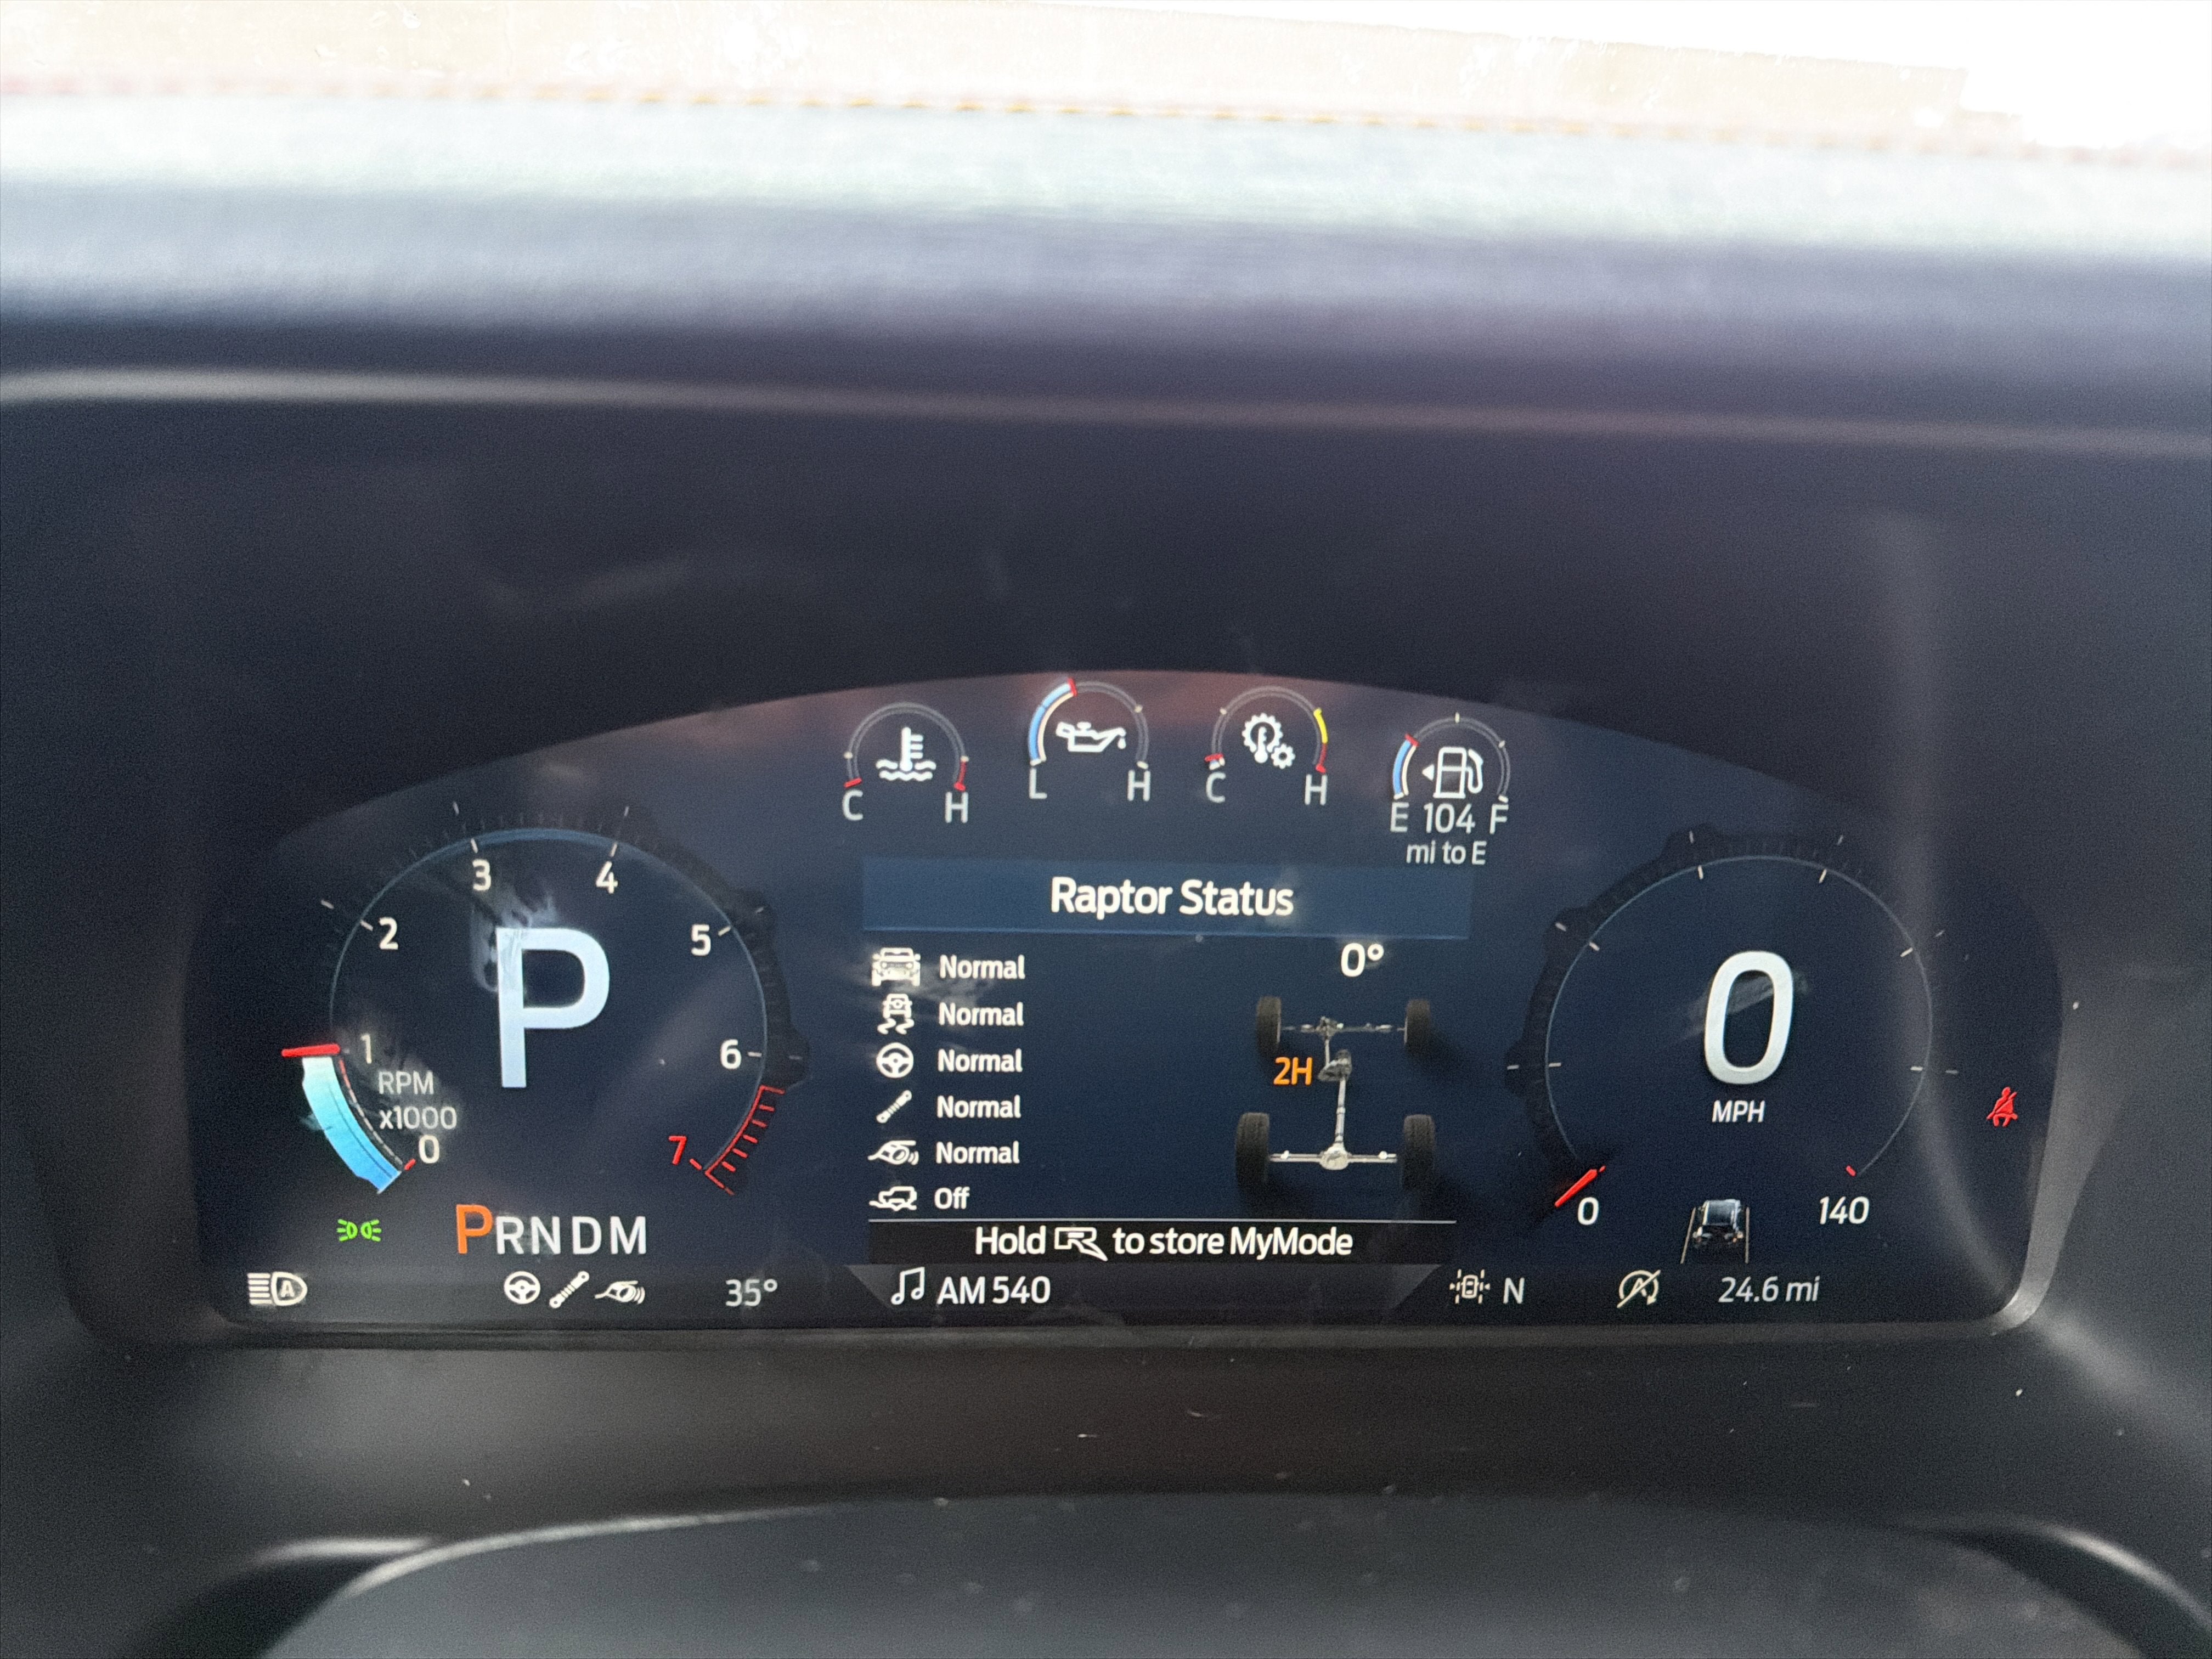 C H
L H
C H
E 104 F
mi to E
Raptor Status
Normal
Normal
Normal
Normal
Normal
Off
0°
2H
Hold R to store MyMode
1
2
3
4
5
6
7
0
P
RPM
x1000
PRNDM
0
MPH
0
140
A
35°
AM 540
N
A
24.6 mi